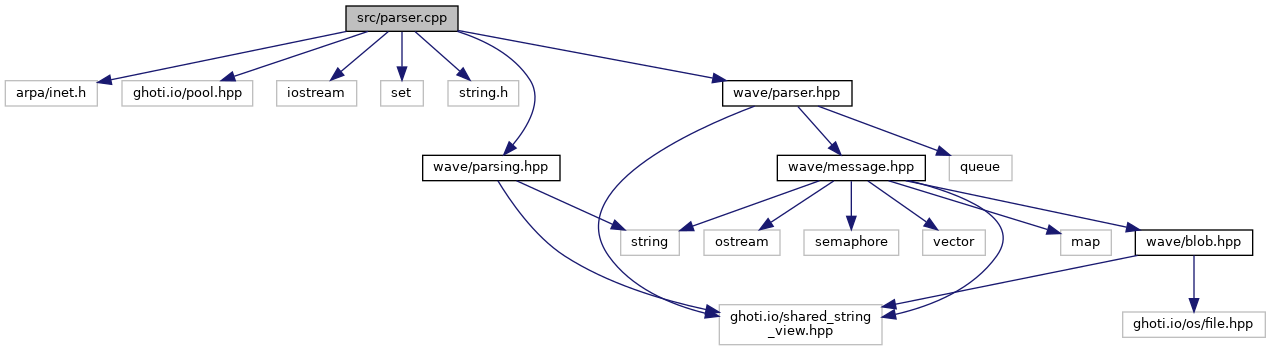 src/parser.cpp
arpa/inet.h
ghoti.io/pool.hpp
iostream
set
string.h
wave/parser.hpp
wave/parsing.hpp
wave/message.hpp
queue
string
ostream
semaphore
vector
map
wave/blob.hpp
ghoti.io/shared_string
_view.hpp
ghoti.io/os/file.hpp